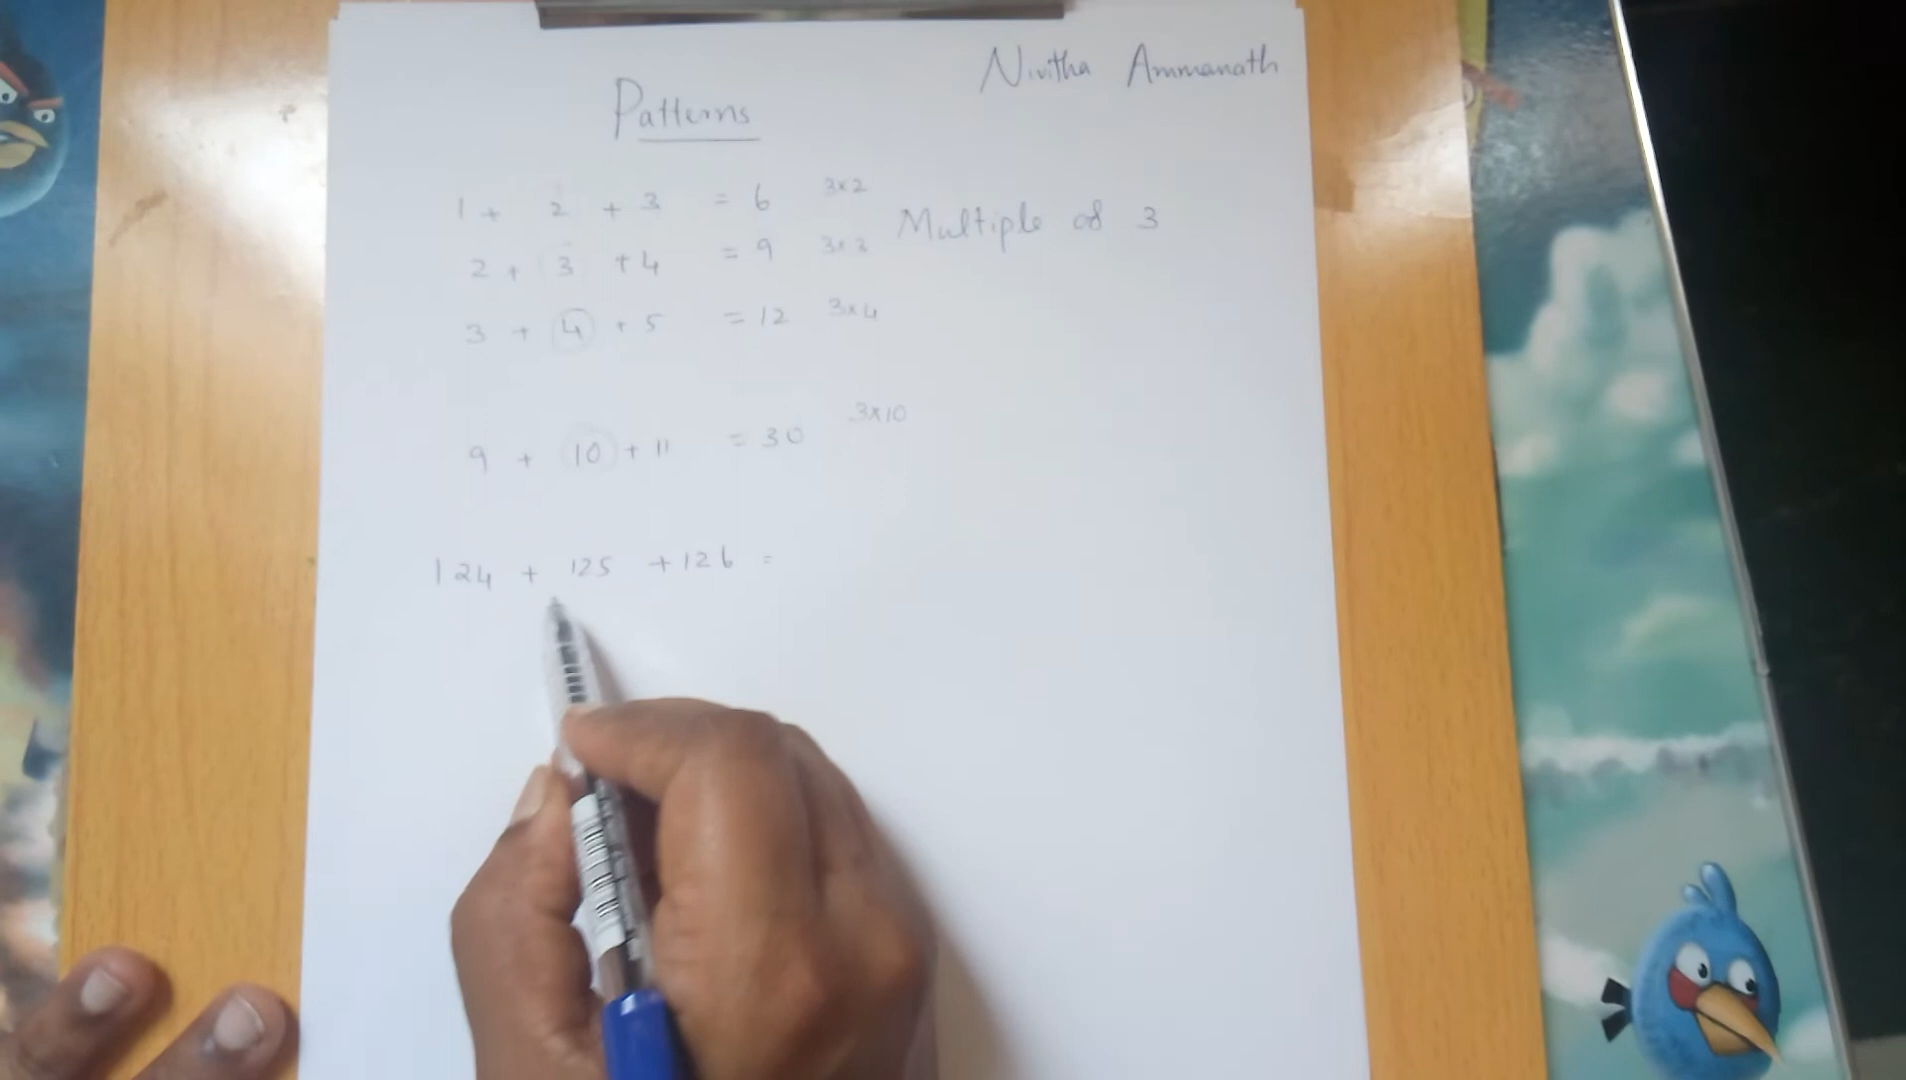 Nivitha Ammanath
Patterns
1 + 2 + 3 = 6 3x2
Multiple of 3
2 + 3 + 4 = 9 3x3
3 + 4 + 5 = 12 3x4
9 + 10 + 11 = 30 3x10
124 + 125 + 126 =